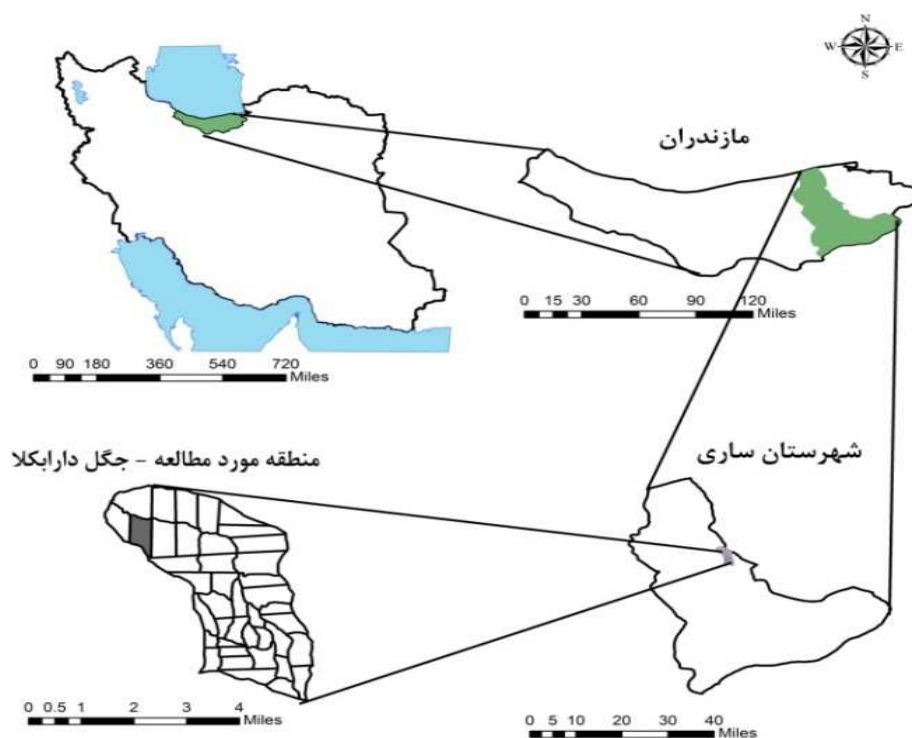 N
W E
S
مازندران
0 15 30 60 90 120
Miles
0 90 180 360 540 720
Miles
منطقه مورد مطالعه - جگل دارابکلا
شهرستان ساری
0 0.5 1 2 3 4
Miles
0 5 10 20 30 40
Miles